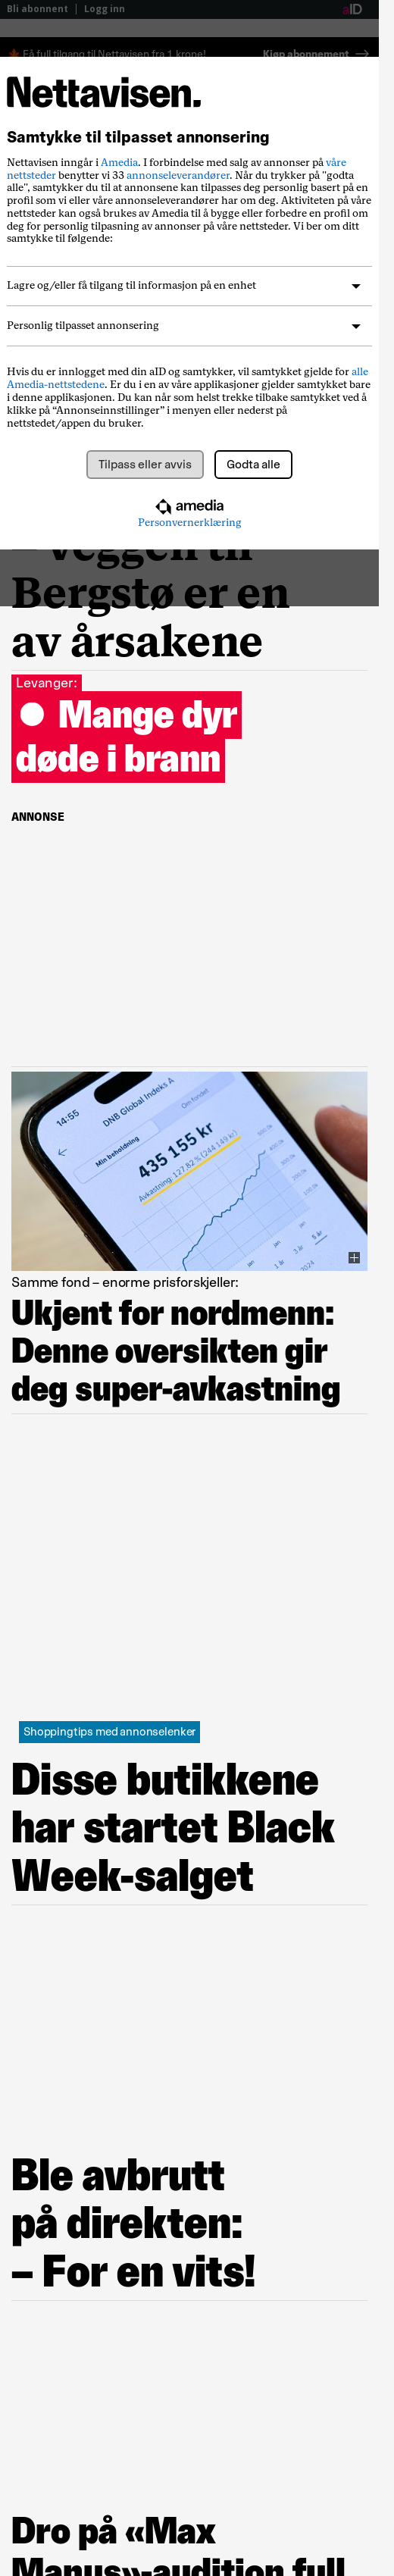 Bli abonnent | Logg inn
aID
Få full tilgang til Nettavisen fra 1 krone! Kjøp abonnement →
Nettavisen.
Samtykke til tilpasset annonsering
Nettavisen inngår i Amedia. I forbindelse med salg av annonser på våre
nettsteder benytter vi 33 annonseleverandører. Når du trykker på "godta
alle", samtykker du til at annonsene kan tilpasses deg personlig basert på en
profil som vi eller våre annonseleverandører har om deg. Aktiviteten på våre
nettsteder kan også brukes av Amedia til å bygge eller forbedre en profil om
deg for personlig tilpasning av annonser på våre nettsteder. Vi ber om ditt
samtykke til følgende:
Lagre og/eller få tilgang til informasjon på en enhet
Personlig tilpasset annonsering
Hvis du er innlogget med din aID og samtykker, vil samtykket gjelde for alle
Amedia-nettstedene. Er du i en av våre applikasjoner gjelder samtykket bare
i denne applikasjonen. Du kan når som helst trekke tilbake samtykket ved å
klikke på “Annonseinnstillinger” i menyen eller nederst på
nettstedet/appen du bruker.
Tilpass eller avvis
Godta alle
amedia
Personvernerklæring
– Veggen til
Bergstø er en
av årsakene
Levanger:
● Mange dyr
døde i brann
ANNONSE
14:55
DNB Global Indeks A
Min beholdning
Om fondet
435 155 kr
Avkastning: 127,82 % (244 149 kr)
Samme fond – enorme prisforskjeller:
Ukjent for nordmenn:
Denne oversikten gir
deg super-avkastning
Shoppingtips med annonselenker
Disse butikkene
har startet Black
Week-salget
Ble avbrutt
på direkten:
– For en vits!
Dro på «Max
Manus»-audition full